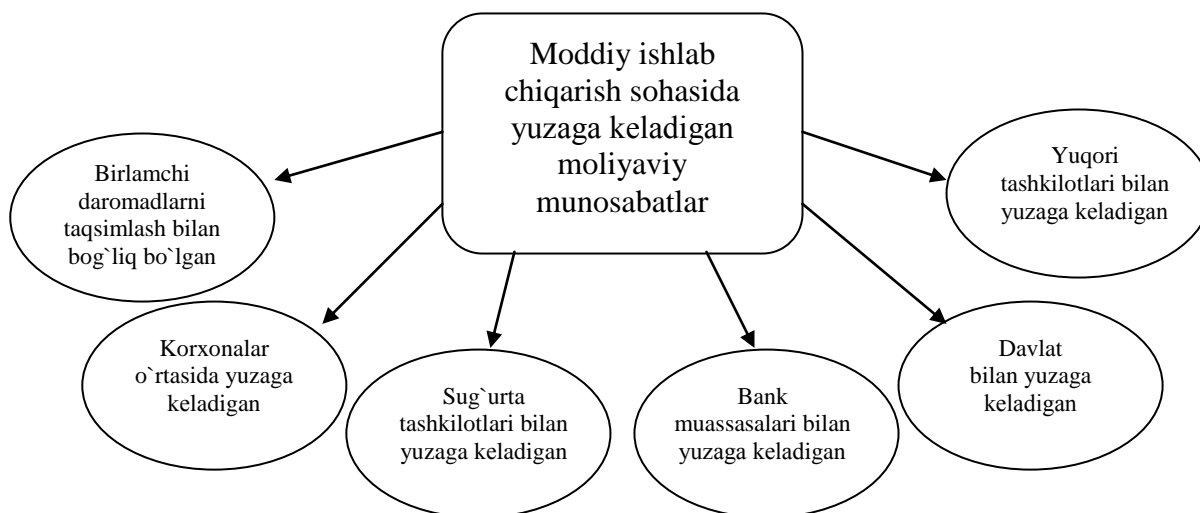 Moddiy ishlab
chiqarish sohasida
yuzaga keladigan
moliyaviy
munosabatlar
Birlamchi
daromadlarni
taqsimlash bilan
bog`liq bo`lgan
Korxonalar
o`rtasida yuzaga
keladigan
Sug`urta
tashkilotlari bilan
yuzaga keladigan
Bank
muassasalari bilan
yuzaga keladigan
Davlat
bilan yuzaga
keladigan
Yuqori
tashkilotlari bilan
yuzaga keladigan